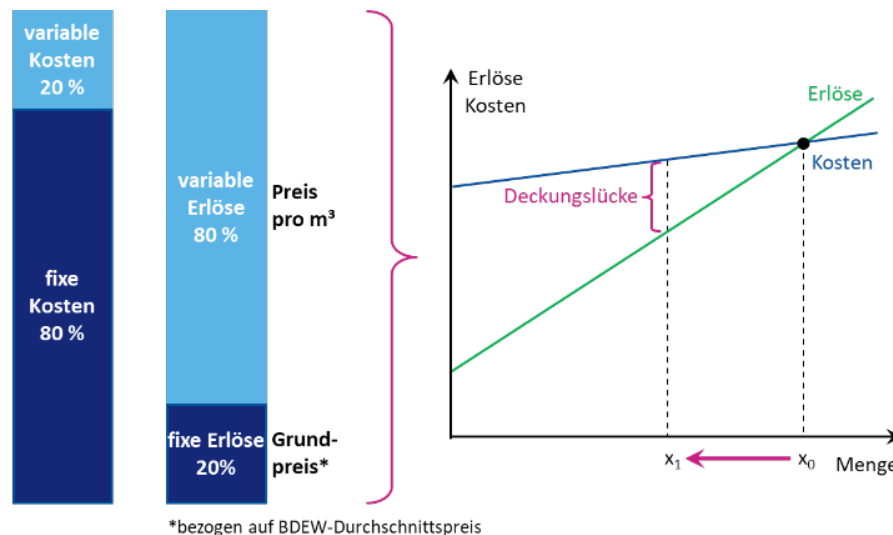 variable
Kosten
20 %
fixe
Kosten
80 %
variable
Erlöse
80 %
Preis
pro m³
fixe Erlöse
20%
Grund-
preis*
*bezogen auf BDEW-Durchschnittspreis
Erlöse
Kosten
Erlöse
Kosten
Deckungslücke
x₁
x₀
Menge